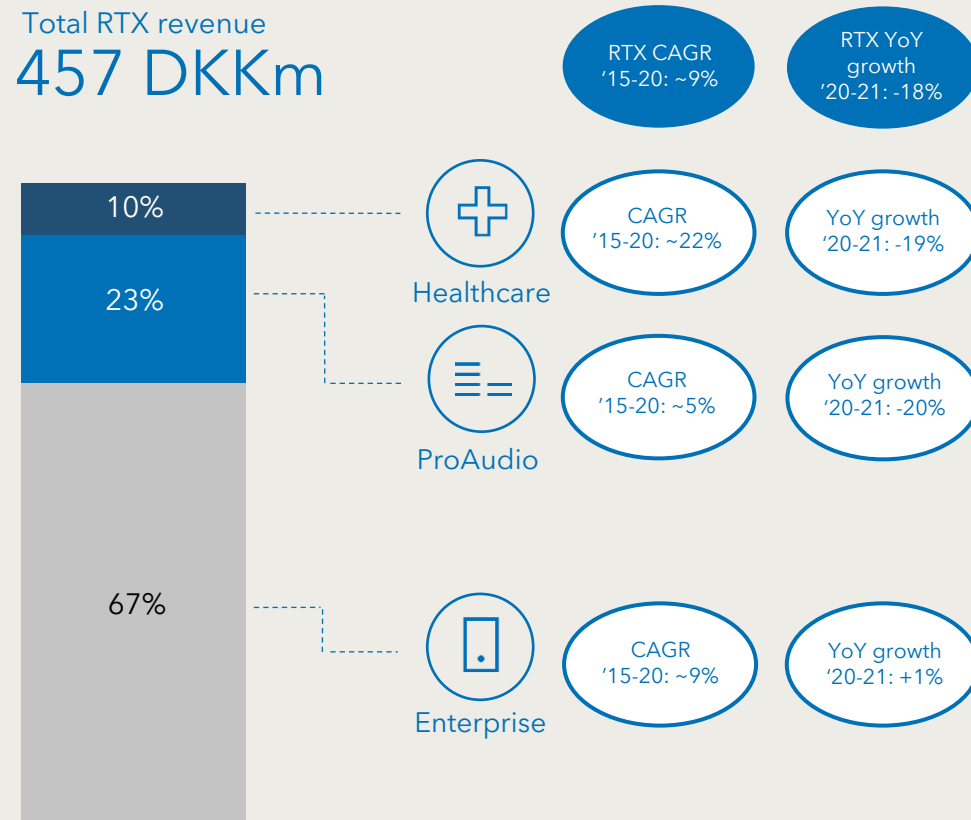 Total RTX revenue
457 DKKm
RTX CAGR
'15-20: ~9%
RTX YoY
growth
'20-21: -18%
10%
Healthcare
CAGR
'15-20: ~22%
YoY growth
'20-21: -19%
23%
ProAudio
CAGR
'15-20: ~5%
YoY growth
'20-21: -20%
67%
Enterprise
CAGR
'15-20: ~9%
YoY growth
'20-21: +1%